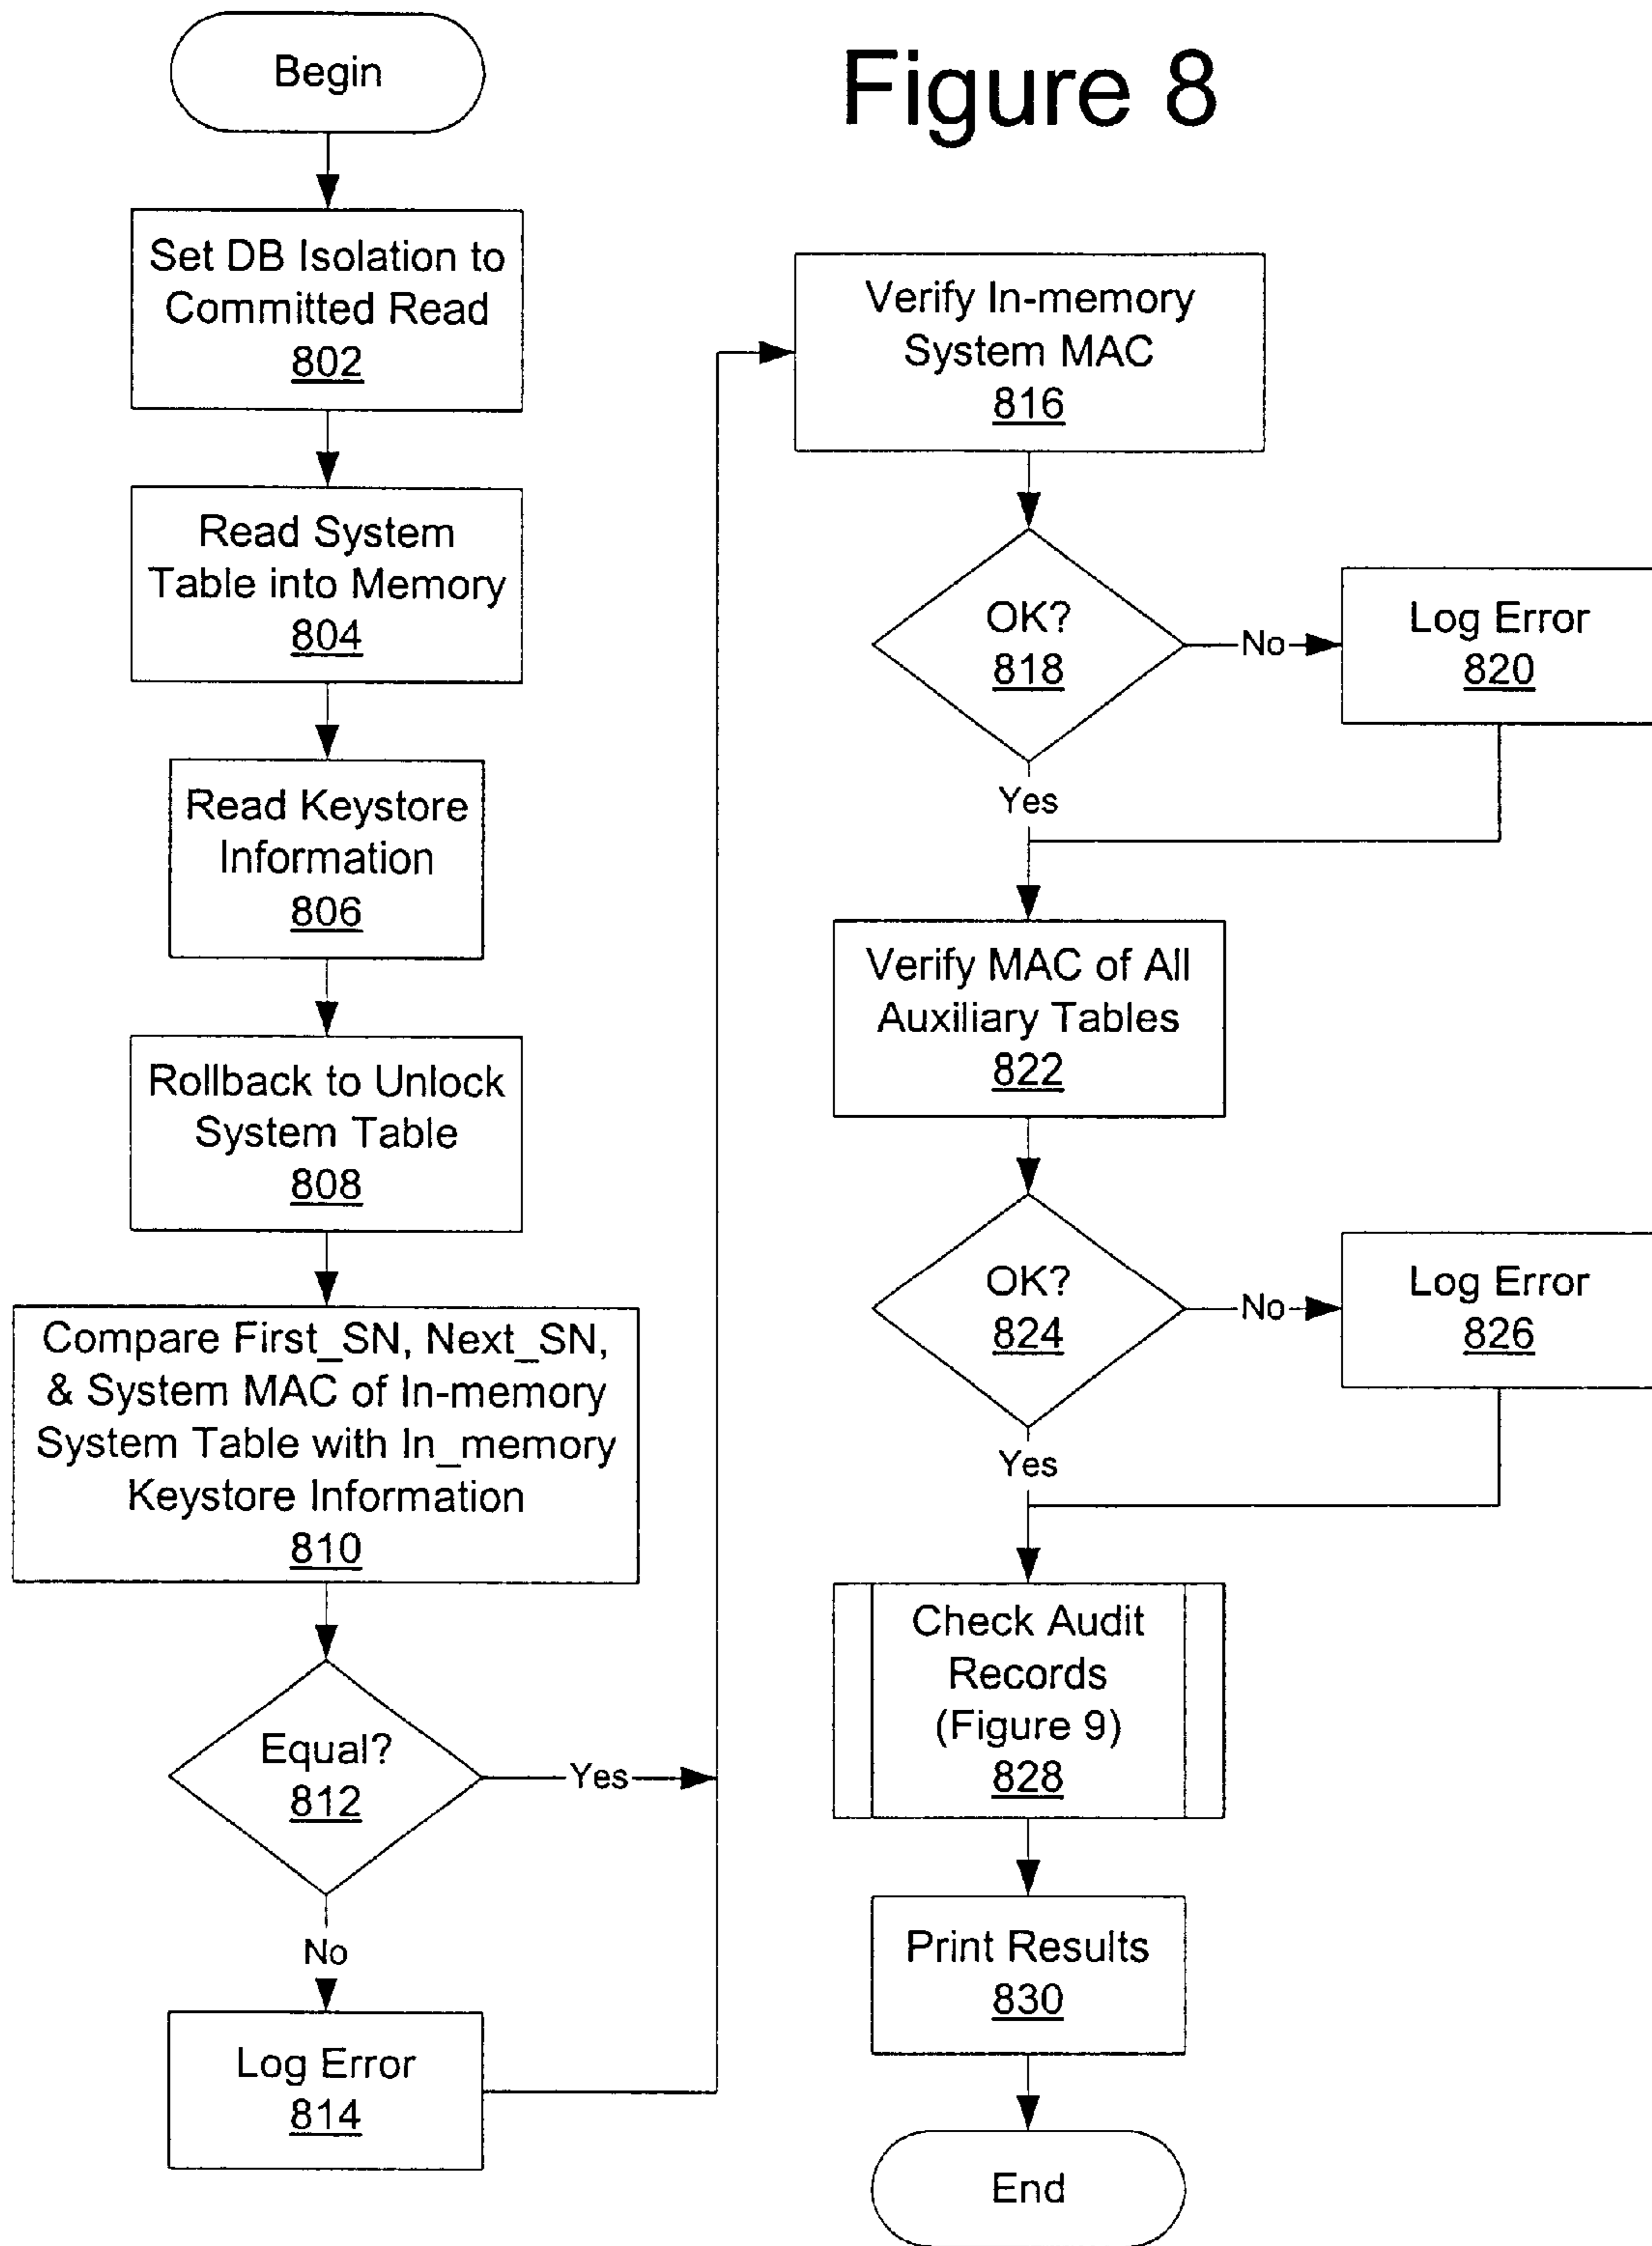 Figure 8
Begin
Set DB Isolation to
Committed Read
802
Read System
Table into Memory
804
Read Keystore
Information
806
Rollback to Unlock
System Table
808
Compare First_SN, Next_SN,
& System MAC of In-memory
System Table with In_memory
Keystore Information
810
Equal?
812
Yes
No
Log Error
814
Verify In-memory
System MAC
816
OK?
818
No
Log Error
820
Yes
Verify MAC of All
Auxiliary Tables
822
OK?
824
No
Log Error
826
Yes
Check Audit
Records
(Figure 9)
828
Print Results
830
End